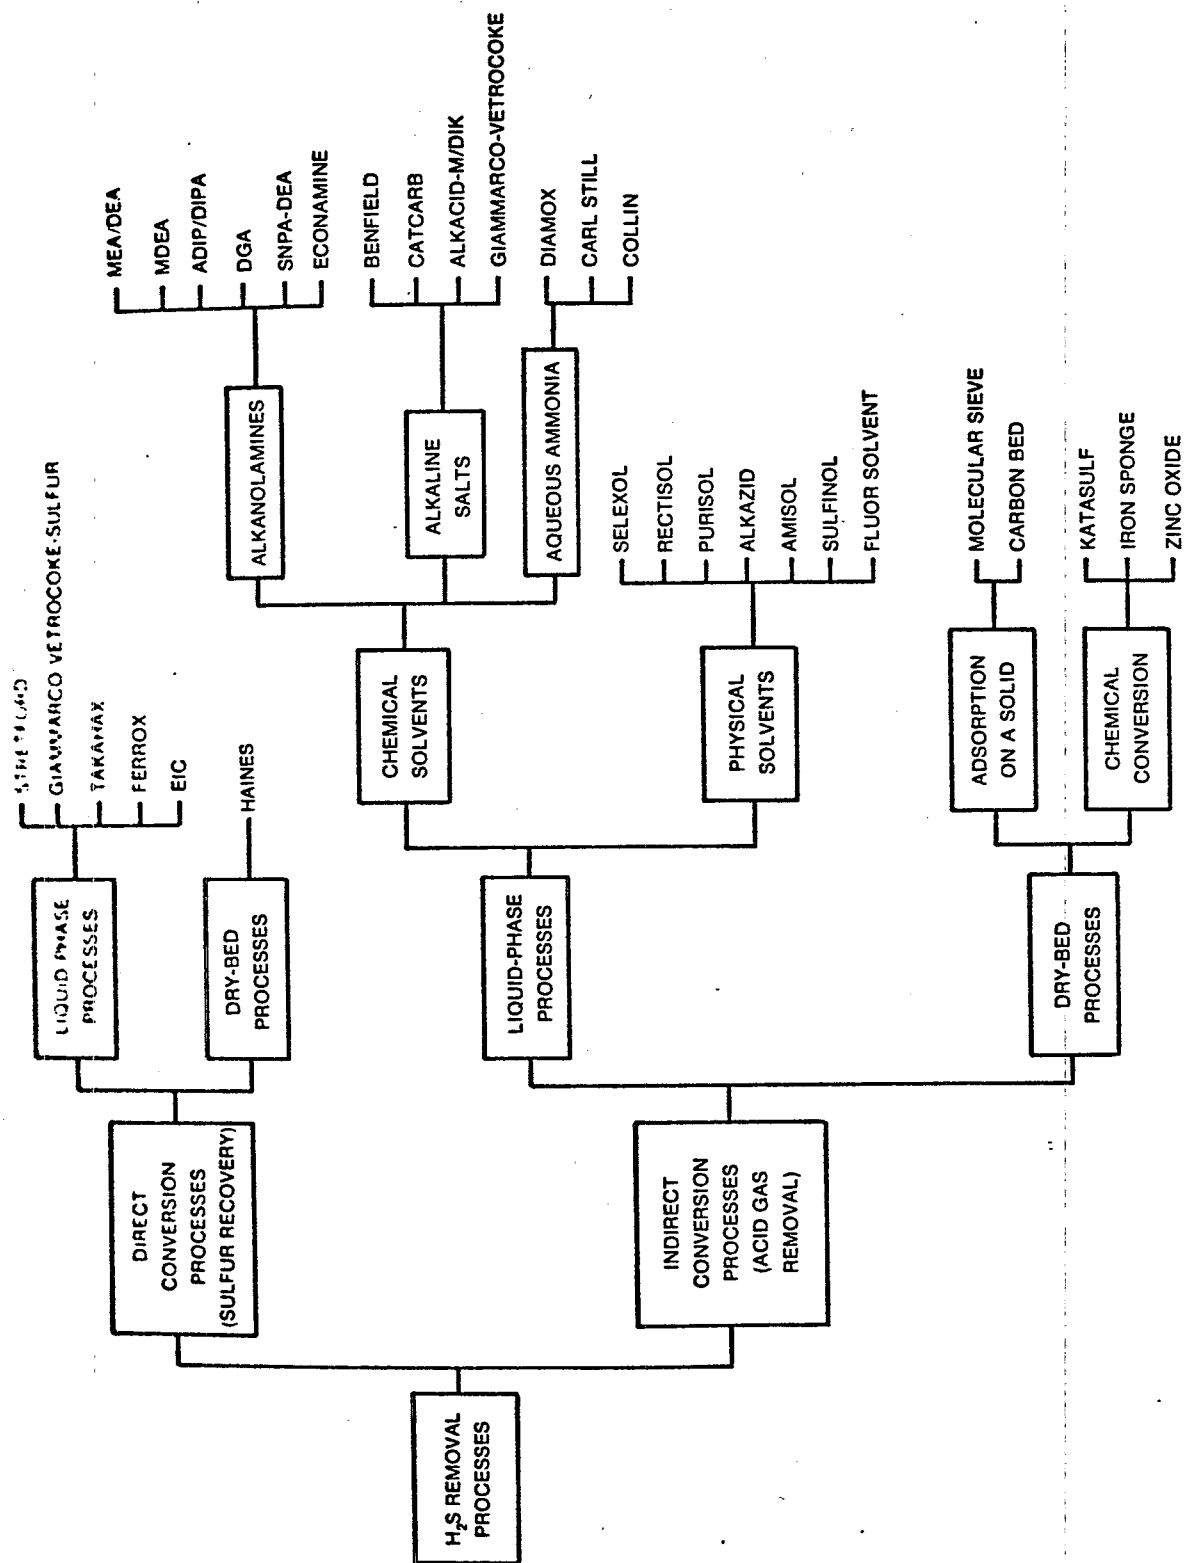 H₂S REMOVAL
PROCESSES
DIRECT
CONVERSION
PROCESSES
(SULFUR RECOVERY)
LIQUID PHASE
PROCESSES
GIAMMARCO VETROCOKE-SULFUR
TAKAHAX
FERROX
EIC
DRY-BED
PROCESSES
HAINES
INDIRECT
CONVERSION
PROCESSES
(ACID GAS
REMOVAL)
LIQUID-PHASE
PROCESSES
CHEMICAL
SOLVENTS
ALKANOLAMINES
MEA/DEA
MDEA
ADIP/DIPA
DGA
SNPA-DEA
ECONAMINE
ALKALINE
SALTS
BENFIELD
CATCARB
ALKACID-M/DIK
GIAMMARCO-VETROCOKE
AQUEOUS AMMONIA
DIAMOX
CARL STILL
COLLIN
PHYSICAL
SOLVENTS
SELEXOL
RECTISOL
PURISOL
ALKAZID
AMISOL
SULFINOL
FLUOR SOLVENT
DRY-BED
PROCESSES
ADSORPTION
ON A SOLID
MOLECULAR SIEVE
CARBON BED
CHEMICAL
CONVERSION
KATASULF
IRON SPONGE
ZINC OXIDE